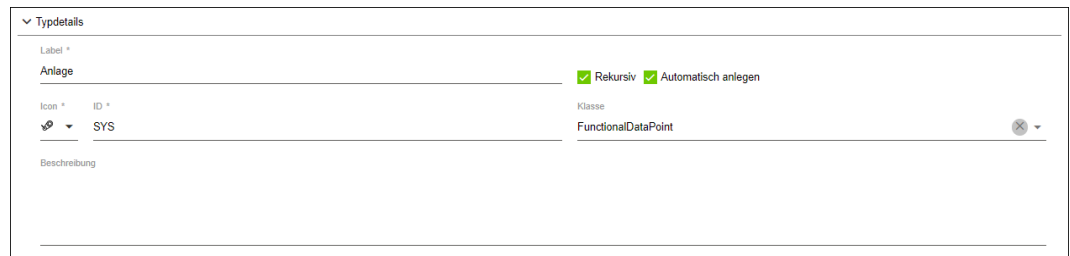 Typdetails
Label *
Anlage
Rekursiv Automatisch anlegen
Icon * ID * Klasse
SYS FunctionalDataPoint
Beschreibung